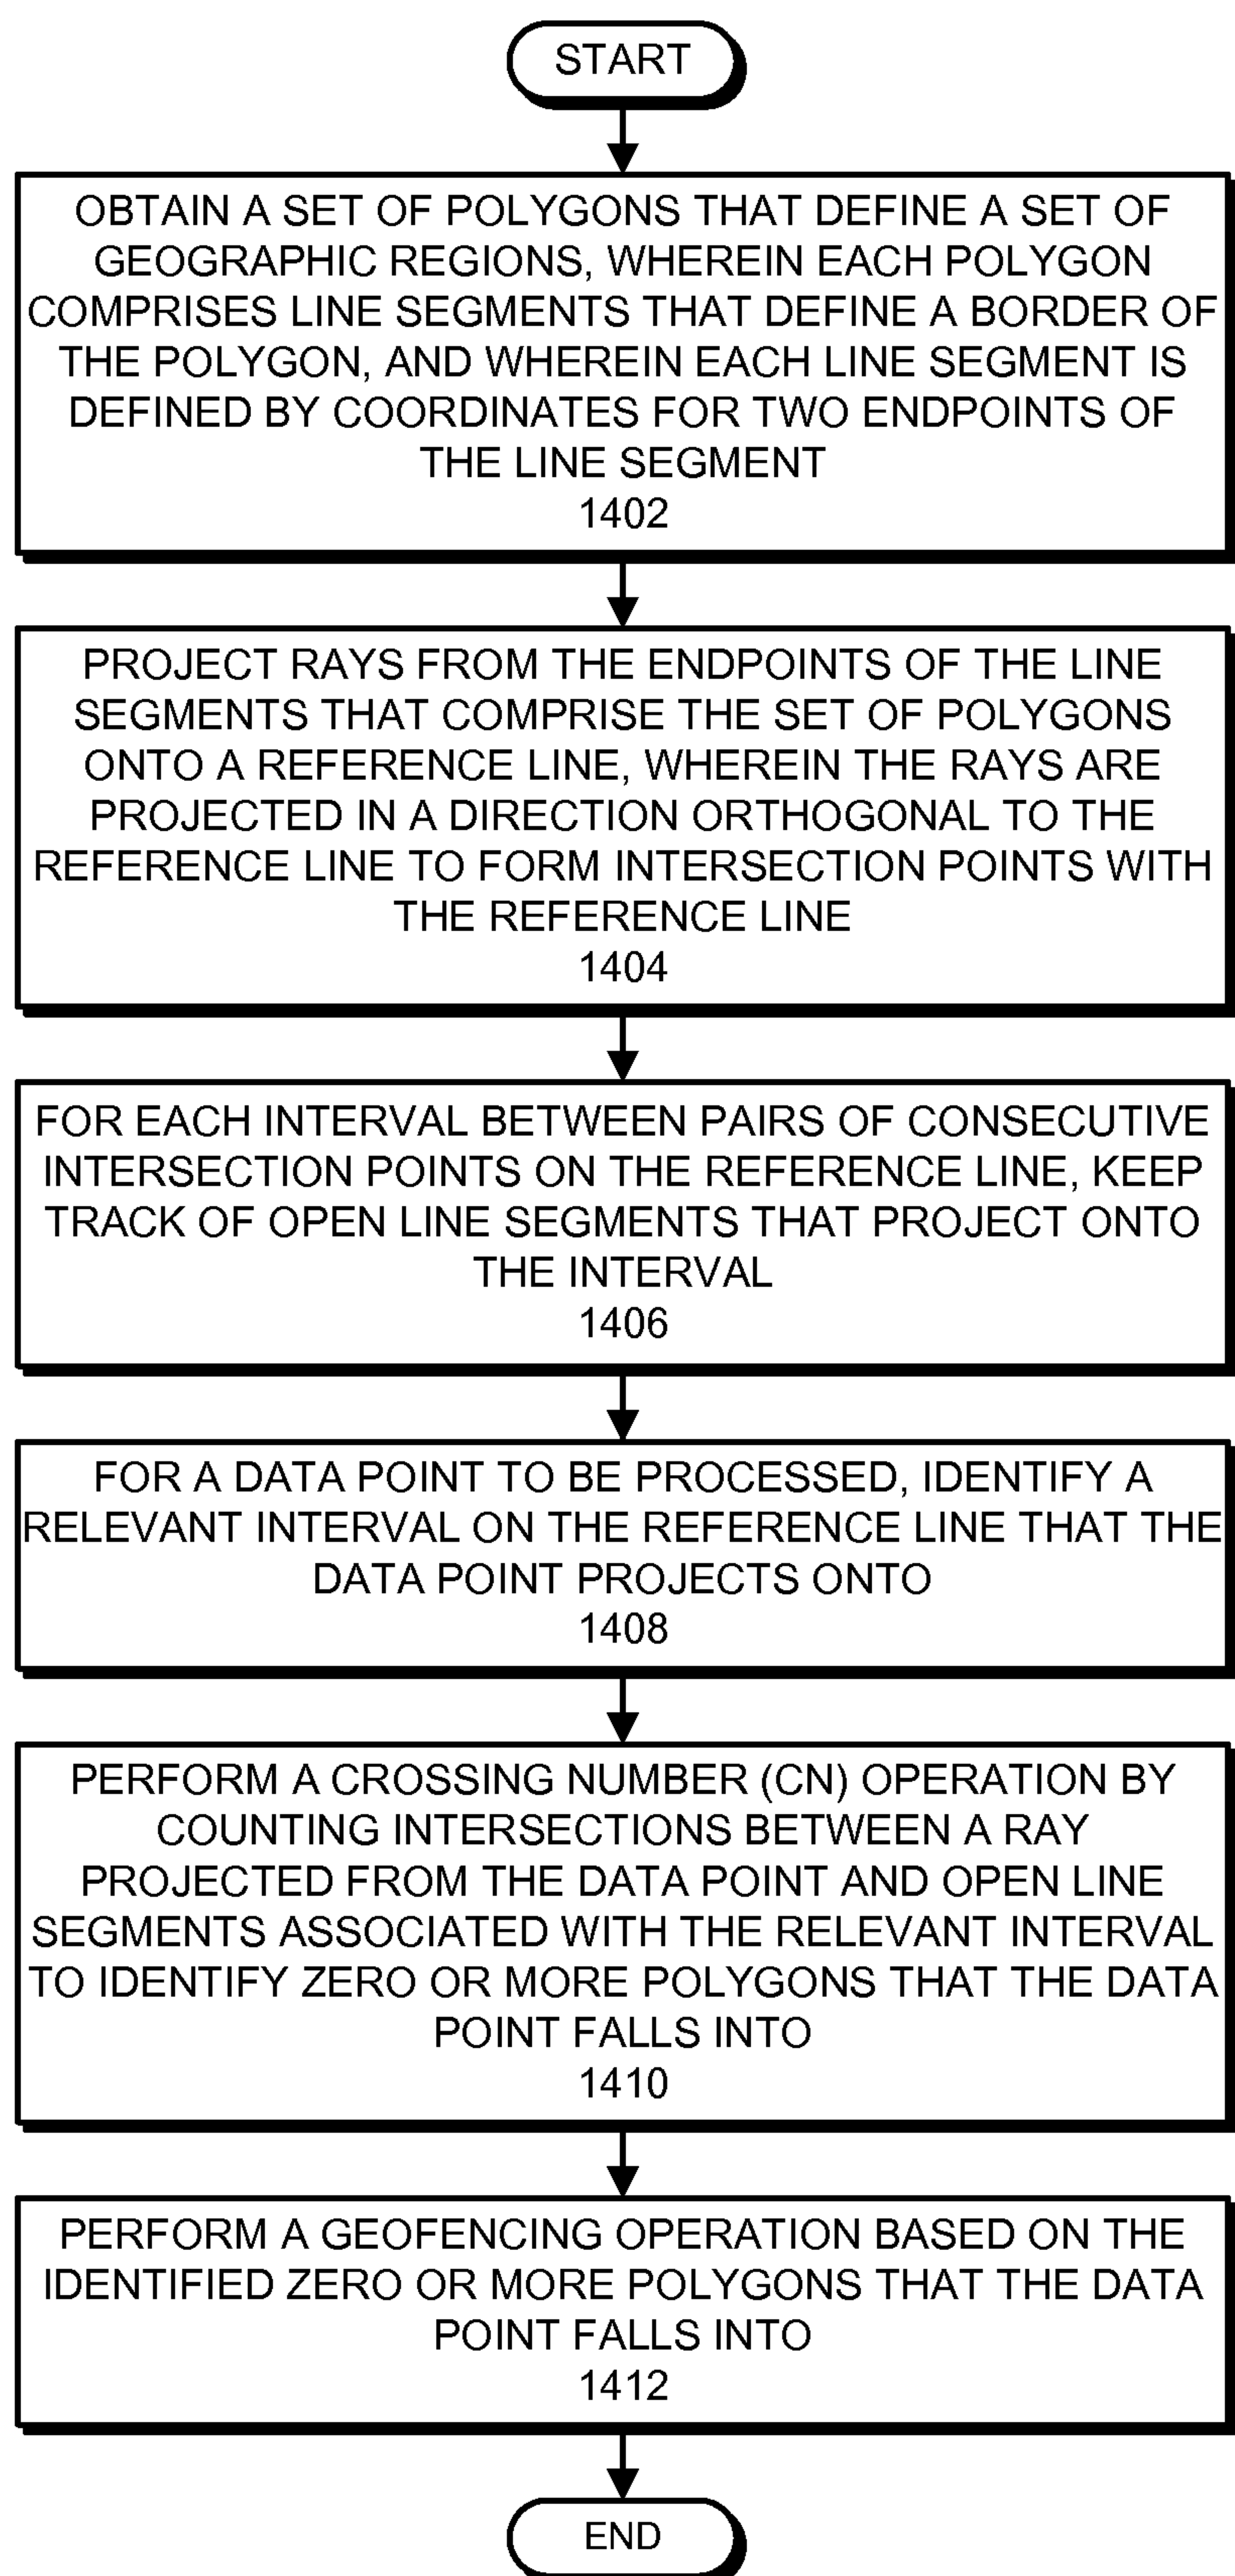 START
OBTAIN A SET OF POLYGONS THAT DEFINE A SET OF
GEOGRAPHIC REGIONS, WHEREIN EACH POLYGON
COMPRISES LINE SEGMENTS THAT DEFINE A BORDER OF
THE POLYGON, AND WHEREIN EACH LINE SEGMENT IS
DEFINED BY COORDINATES FOR TWO ENDPOINTS OF
THE LINE SEGMENT
1402
PROJECT RAYS FROM THE ENDPOINTS OF THE LINE
SEGMENTS THAT COMPRISE THE SET OF POLYGONS
ONTO A REFERENCE LINE, WHEREIN THE RAYS ARE
PROJECTED IN A DIRECTION ORTHOGONAL TO THE
REFERENCE LINE TO FORM INTERSECTION POINTS WITH
THE REFERENCE LINE
1404
FOR EACH INTERVAL BETWEEN PAIRS OF CONSECUTIVE
INTERSECTION POINTS ON THE REFERENCE LINE, KEEP
TRACK OF OPEN LINE SEGMENTS THAT PROJECT ONTO
THE INTERVAL
1406
FOR A DATA POINT TO BE PROCESSED, IDENTIFY A
RELEVANT INTERVAL ON THE REFERENCE LINE THAT THE
DATA POINT PROJECTS ONTO
1408
PERFORM A CROSSING NUMBER (CN) OPERATION BY
COUNTING INTERSECTIONS BETWEEN A RAY
PROJECTED FROM THE DATA POINT AND OPEN LINE
SEGMENTS ASSOCIATED WITH THE RELEVANT INTERVAL
TO IDENTIFY ZERO OR MORE POLYGONS THAT THE DATA
POINT FALLS INTO
1410
PERFORM A GEOFENCING OPERATION BASED ON THE
IDENTIFIED ZERO OR MORE POLYGONS THAT THE DATA
POINT FALLS INTO
1412
END